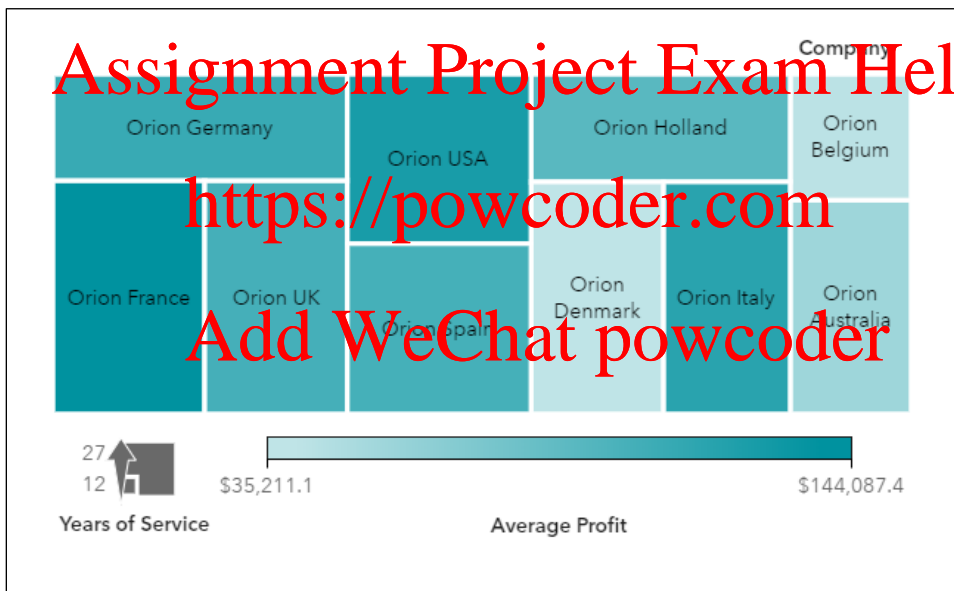 Company
Assignment Project Exam Hel
Orion Germany
Orion USA
Orion Holland
Orion
Belgium
https://powcoder.com
Orion France
Orion UK
Orion Spain
Orion
Denmark
Orion Italy
Orion
Australia
Add WeChat powcoder
27
12
Years of Service
$35,211.1
$144,087.4
Average Profit